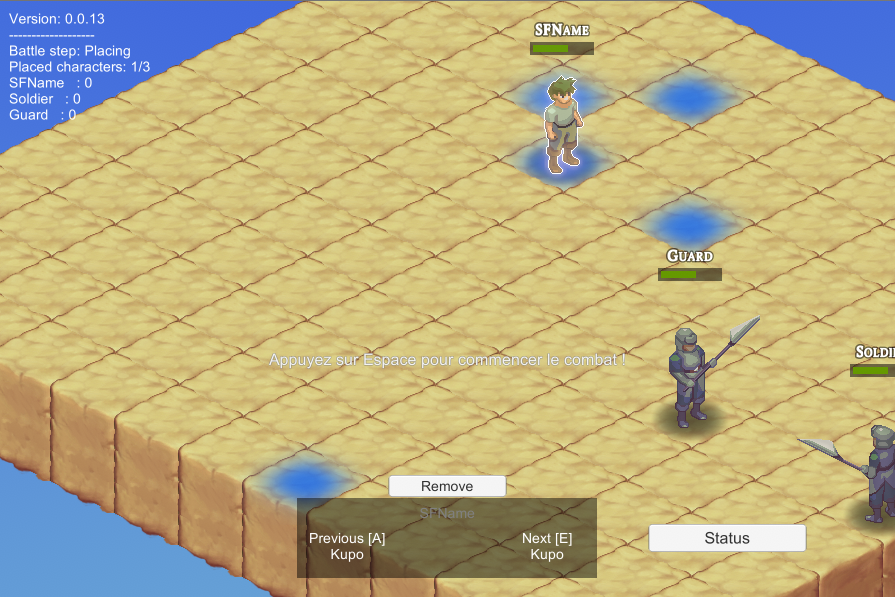 Version: 0.0.13
-------------------
Battle step: Placing
Placed characters: 1/3
SFName : 0
Soldier : 0
Guard : 0
SFName
Guard
Appuyez sur Espace pour commencer le combat !
Remove
SFName
Previous [A]
Kupo
Next [E]
Kupo
Status